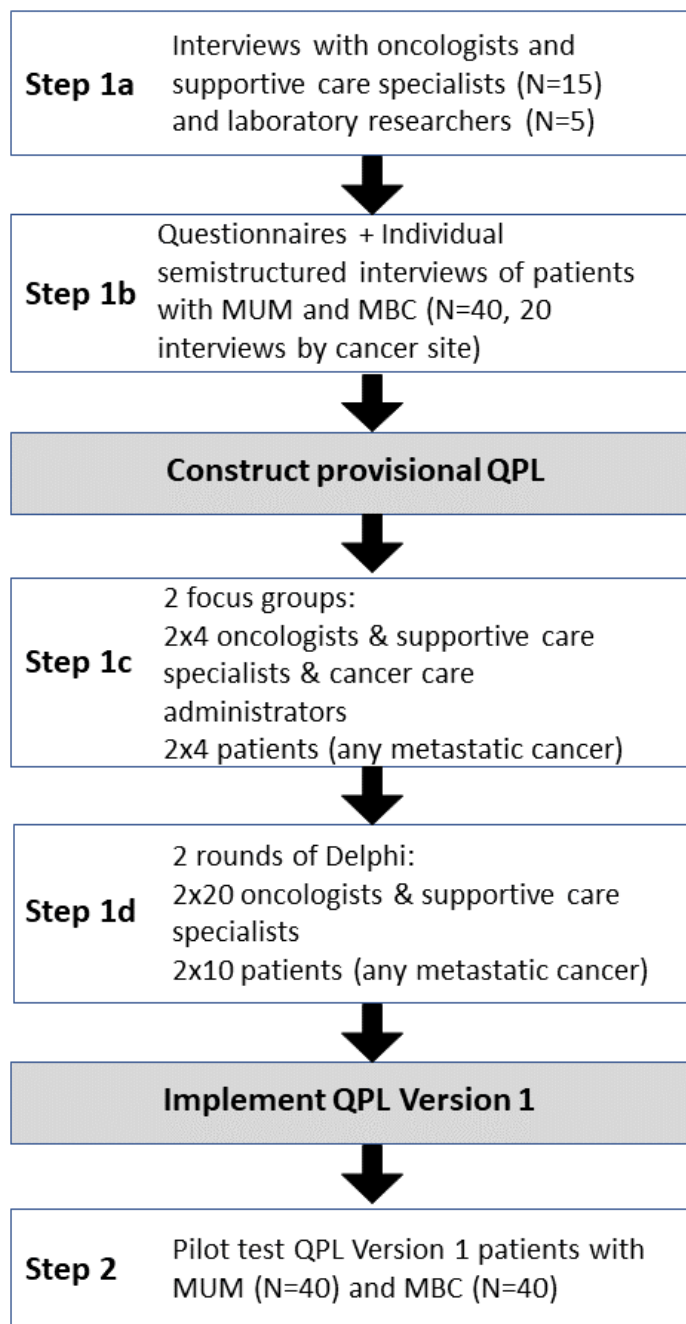 Step 1a
Interviews with oncologists and
supportive care specialists (N=15)
and laboratory researchers (N=5)
Step 1b
Questionnaires + Individual
semistructured interviews of patients
with MUM and MBC (N=40, 20
interviews by cancer site)
Construct provisional QPL
Step 1c
2 focus groups:
2x4 oncologists & supportive care
specialists & cancer care
administrators
2x4 patients (any metastatic cancer)
Step 1d
2 rounds of Delphi:
2x20 oncologists & supportive care
specialists
2x10 patients (any metastatic cancer)
Implement QPL Version 1
Step 2
Pilot test QPL Version 1 patients with
MUM (N=40) and MBC (N=40)